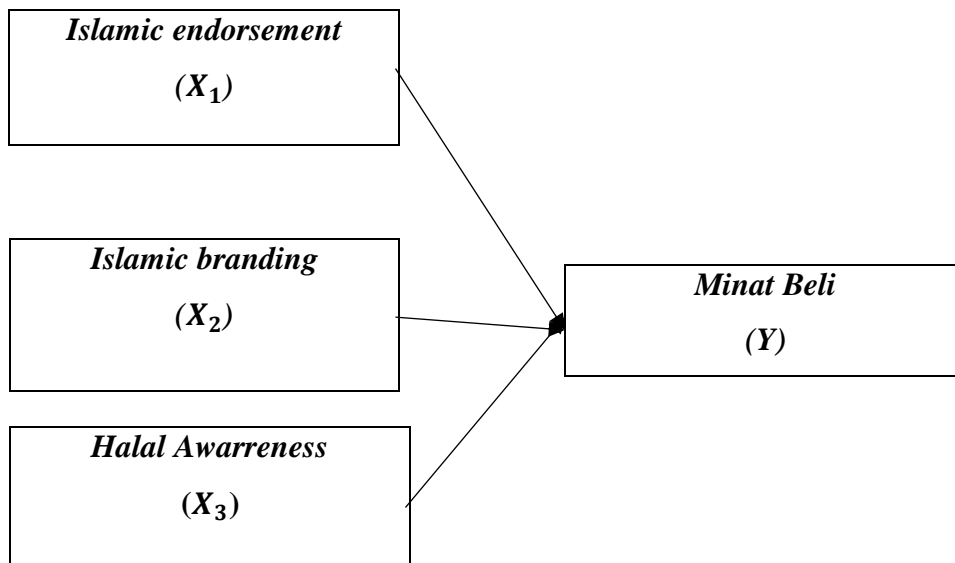 Islamic endorsement
(X₁)
Islamic branding
(X₂)
Minat Beli
(Y)
Halal Awarreness
(X₃)